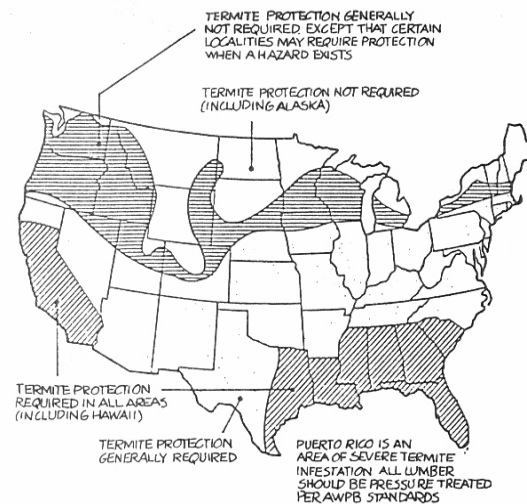 TERMITE PROTECTION GENERALLY
NOT REQUIRED, EXCEPT THAT CERTAIN
LOCALITIES MAY REQUIRE PROTECTION
WHEN A HAZARD EXISTS
TERMITE PROTECTION NOT REQUIRED
(INCLUDING ALASKA)
TERMITE PROTECTION
REQUIRED IN ALL AREAS
(INCLUDING HAWAII)
TERMITE PROTECTION
GENERALLY REQUIRED
PUERTO RICO IS AN
AREA OF SEVERE TERMITE
INFESTATION ALL LUMBER
SHOULD BE PRESSURE TREATED
PER AWPB STANDARDS